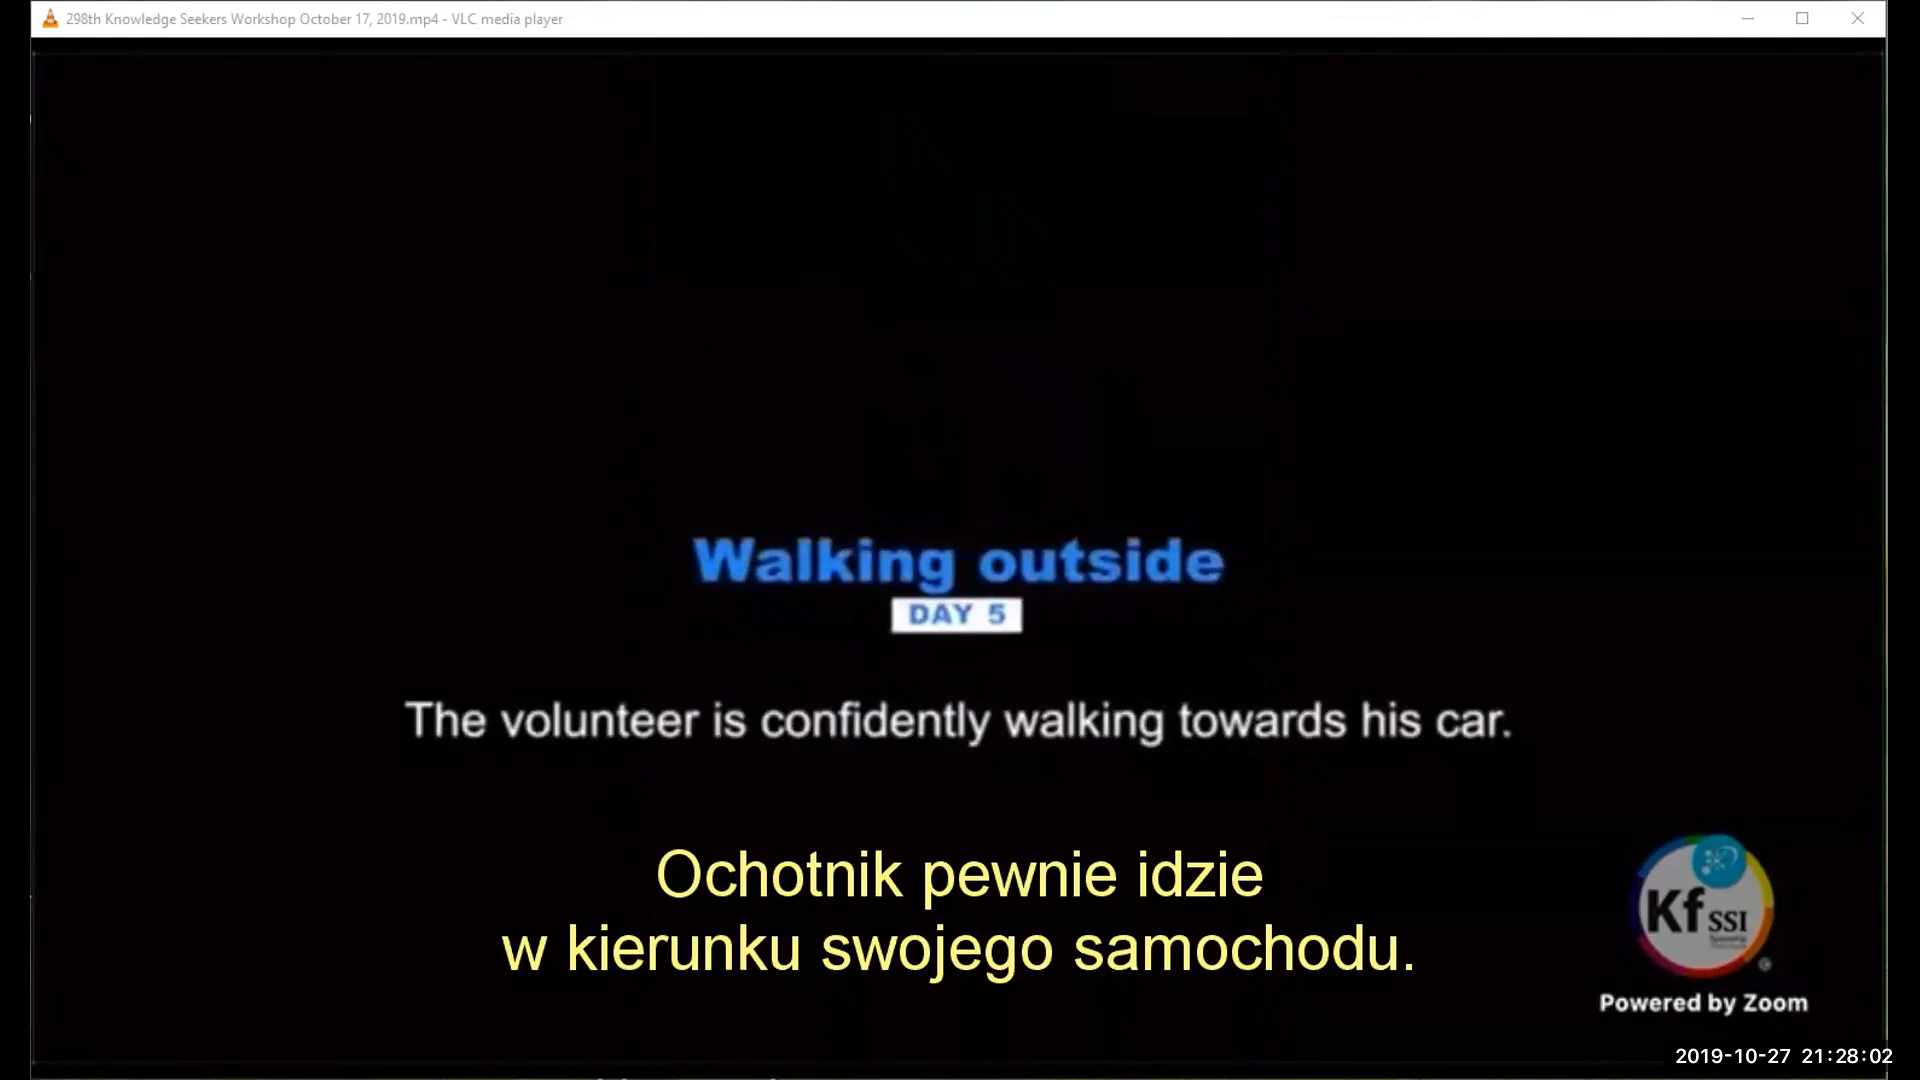 298th Knowledge Seekers Workshop October 17, 2019.mp4 - VLC media player
Walking outside
DAY 5
The volunteer is confidently walking towards his car.
Ochotnik pewnie idzie
w kierunku swojego samochodu.
Kf SSI
Powered by Zoom
2019-10-27 21:28:02